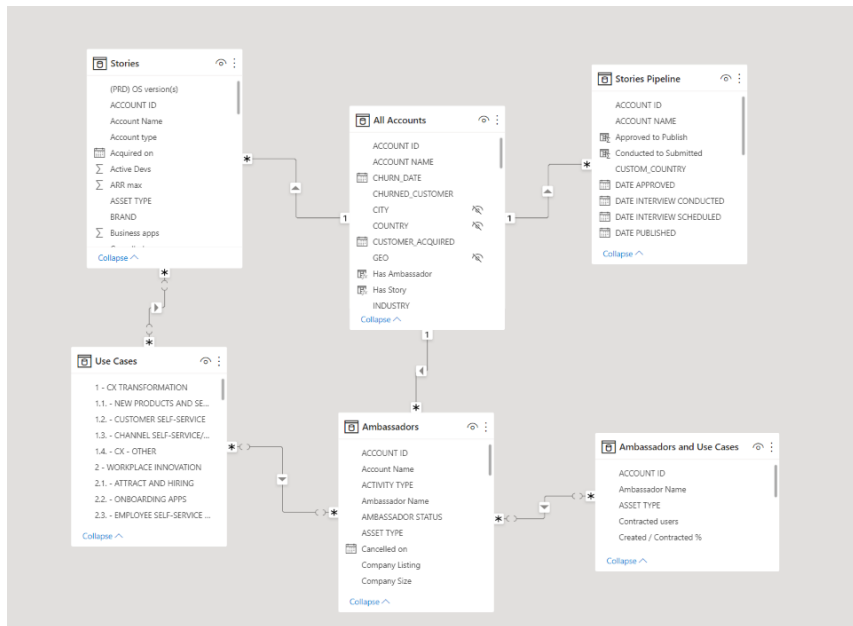 Stories
(PRD) OS version(s)
ACCOUNT ID
Account Name
Account type
Acquired on
Active Devs
ARR max
ASSET TYPE
BRAND
Business apps
Collapse
All Accounts
ACCOUNT ID
ACCOUNT NAME
CHURN_DATE
CHURNED_CUSTOMER
CITY
COUNTRY
CUSTOMER_ACQUIRED
GEO
Has Ambassador
Has Story
INDUSTRY
Collapse
Stories Pipeline
ACCOUNT ID
ACCOUNT NAME
Approved to Publish
Conducted to Submitted
CUSTOM_COUNTRY
DATE APPROVED
DATE INTERVIEW CONDUCTED
DATE INTERVIEW SCHEDULED
DATE PUBLISHED
Collapse
*
1
1
*
*
*
1
*
Use Cases
1 - CX TRANSFORMATION
1.1. - NEW PRODUCTS AND SE...
1.2. - CUSTOMER SELF-SERVICE
1.3. - CHANNEL SELF-SERVICE/...
1.4. - CX - OTHER
2 - WORKPLACE INNOVATION
2.1. - ATTRACT AND HIRING
2.2. - ONBOARDING APPS
2.3. - EMPLOYEE SELF-SERVICE ...
Collapse
Ambassadors
ACCOUNT ID
Account Name
ACTIVITY TYPE
Ambassador Name
AMBASSADOR STATUS
ASSET TYPE
Cancelled on
Company Listing
Company Size
Collapse
Ambassadors and Use Cases
ACCOUNT ID
Ambassador Name
ASSET TYPE
Contracted users
Created / Contracted %
Collapse
*
*
*
*